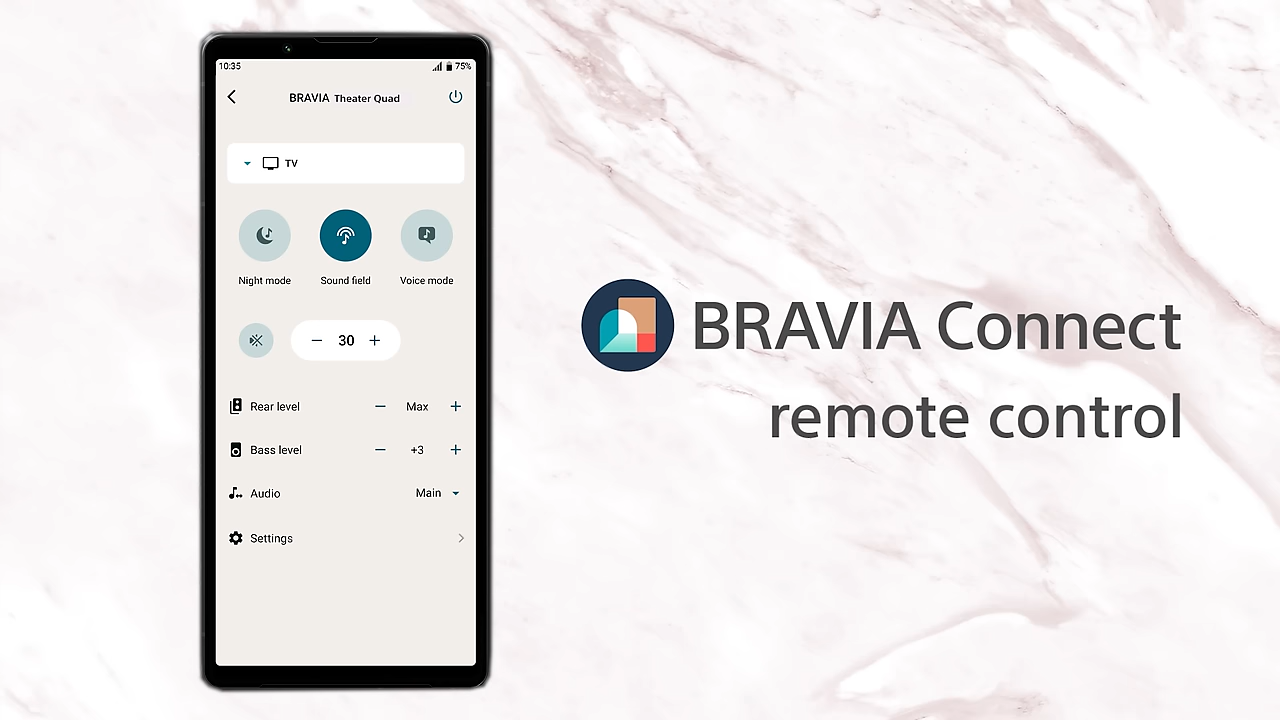 10:35 75%
BRAVIA Theater Quad
TV
Night mode Sound field Voice mode
30
Rear level Max
Bass level +3
Audio Main
Settings
BRAVIA Connect
remote control